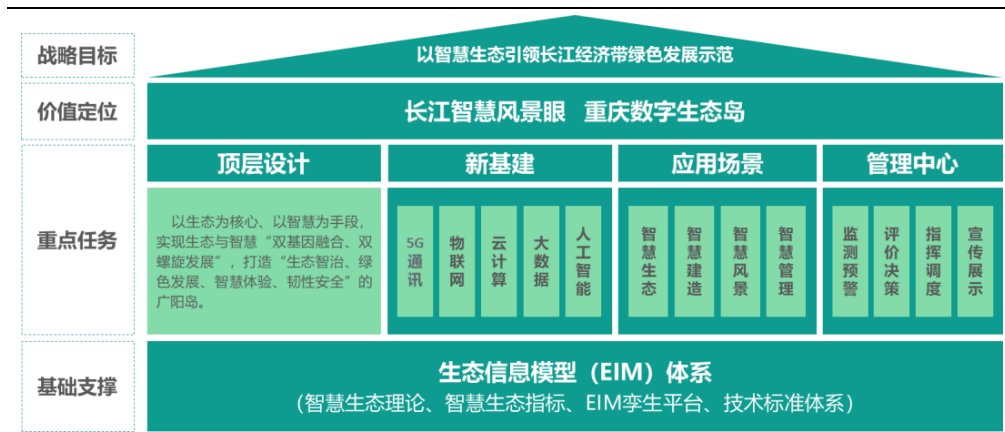 战略目标
以智慧生态引领长江经济带绿色发展示范
价值定位
长江智慧风景眼 重庆数字生态岛
重点任务
顶层设计
以生态为核心、以智慧为手段,
实现生态与智慧“双基因融合、双
螺旋发展”,打造“生态智治、绿
色发展、智慧体验、韧性安全”的
广阳岛。
新基建
5G通讯
物联网
云计算
大数据
人工智能
应用场景
智慧生态
智慧建造
智慧风景
智慧管理
管理中心
监测预警
评价决策
指挥调度
宣传展示
基础支撑
生态信息模型（EIM）体系
（智慧生态理论、智慧生态指标、EIM孪生平台、技术标准体系）